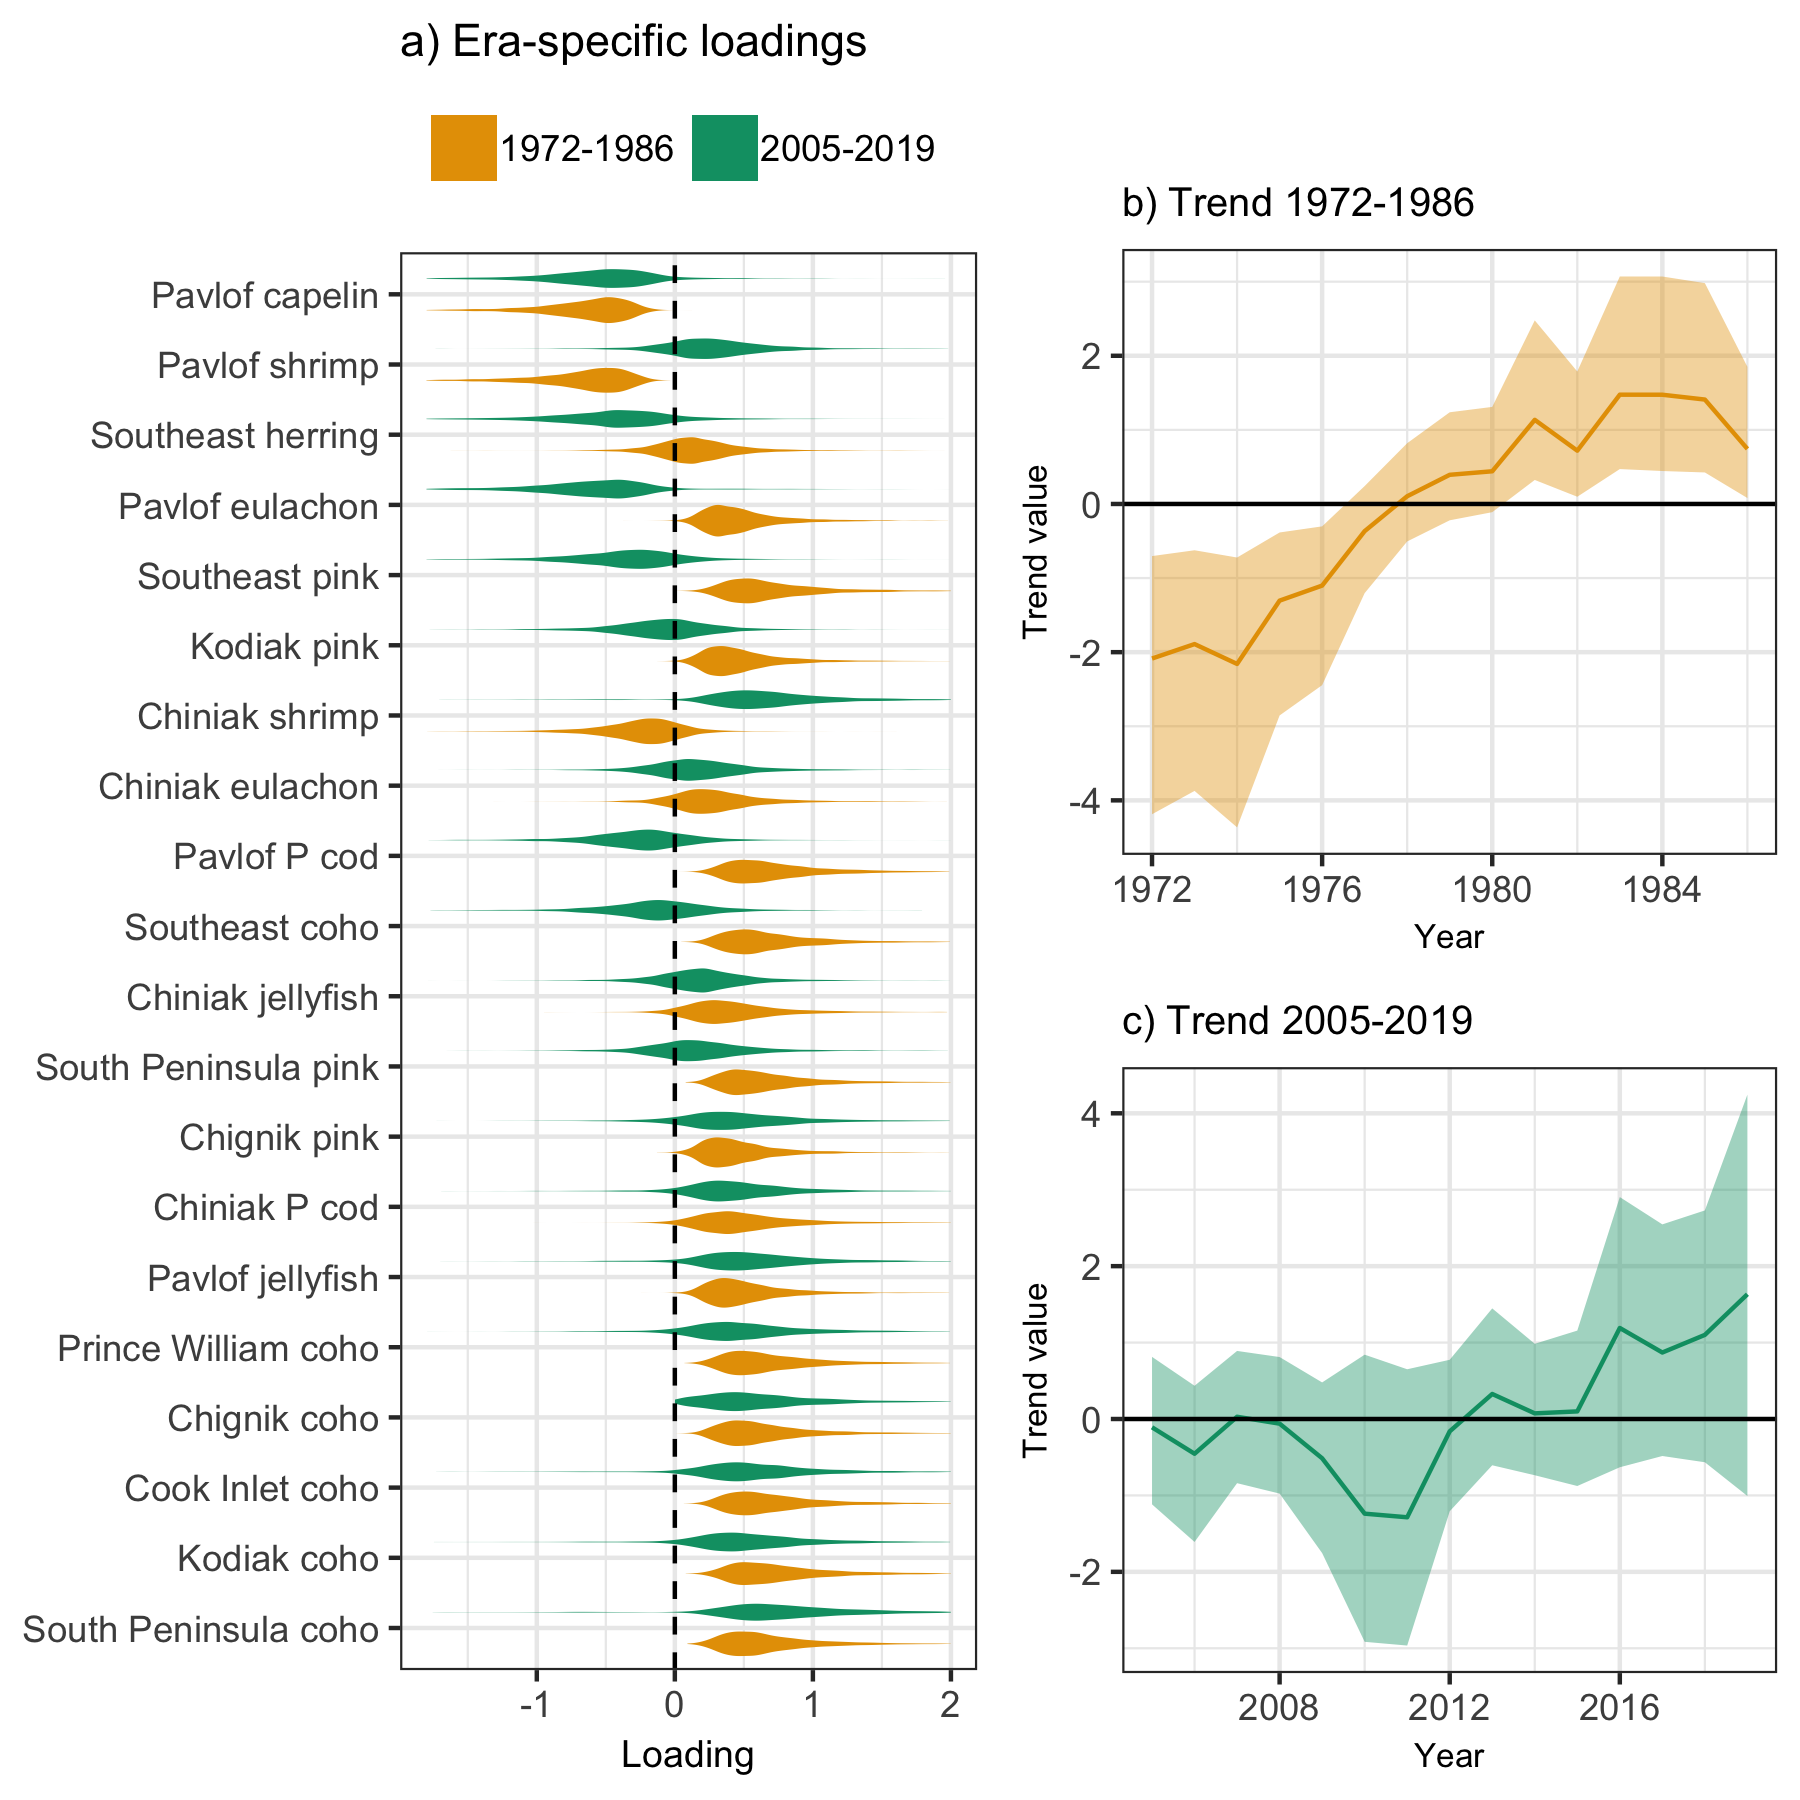 a) Era-specific loadings
1972-1986 2005-2019
Pavlof capelin
Pavlof shrimp
Southeast herring
Pavlof eulachon
Southeast pink
Kodiak pink
Chiniak shrimp
Chiniak eulachon
Pavlof P cod
Southeast coho
Chiniak jellyfish
South Peninsula pink
Chignik pink
Chiniak P cod
Pavlof jellyfish
Prince William coho
Chignik coho
Cook Inlet coho
Kodiak coho
South Peninsula coho
-1 0 1 2
Loading
b) Trend 1972-1986
Trend value
2
0
-2
-4
1972 1976 1980 1984
Year
c) Trend 2005-2019
Trend value
4
2
0
-2
2008 2012 2016
Year